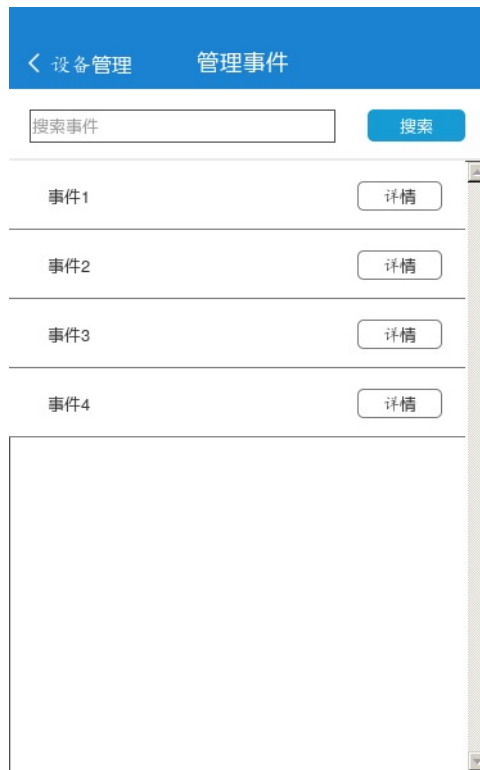 设备管理 管理事件
搜索事件 搜索
事件1 详情
事件2 详情
事件3 详情
事件4 详情